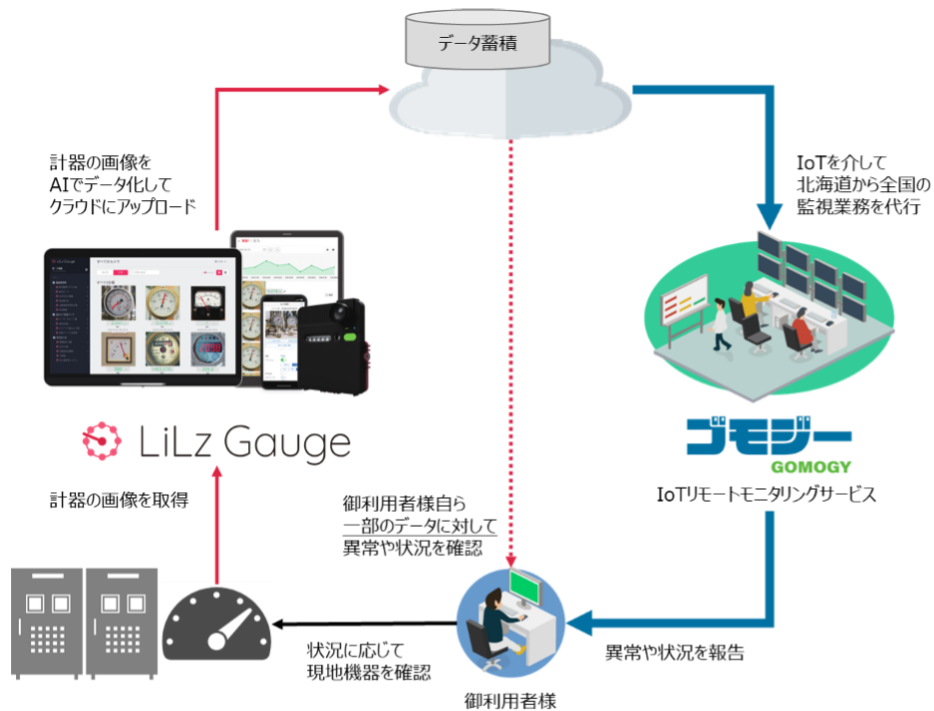 データ蓄積
計器の画像を
AIでデータ化して
クラウドにアップロード
IoTを介して
北海道から全国の
監視業務を代行
LiLz Gauge
LiLz Gauge
ゴモジー
GOMOGY
IoTリモートモニタリングサービス
計器の画像を取得
御利用者様自ら
一部のデータに対して
異常や状況を確認
状況に応じて
現地機器を確認
異常や状況を報告
御利用者様